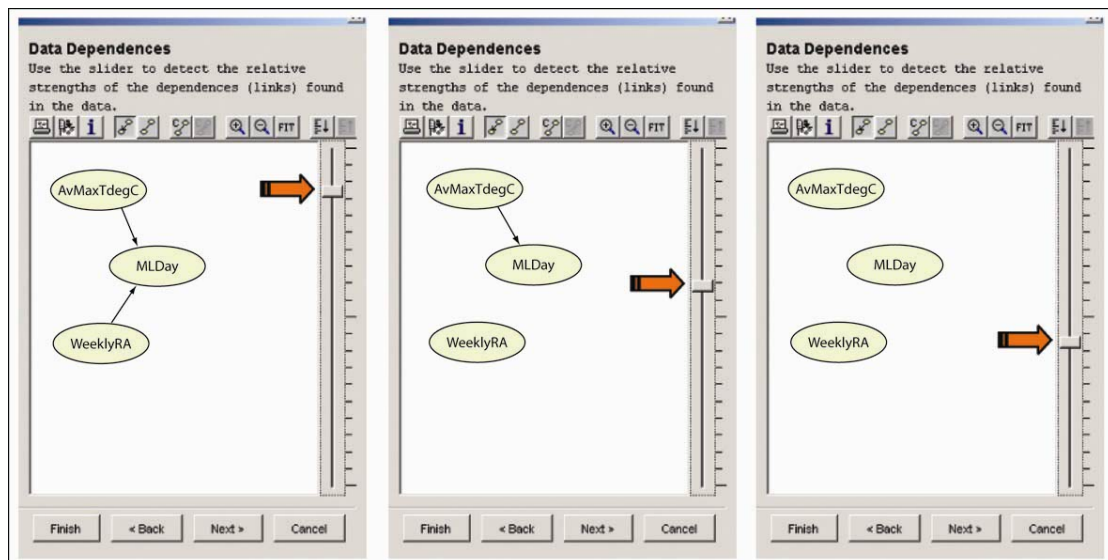 Data Dependences
Use the slider to detect the relative
strengths of the dependences (links) found
in the data.
FIT
AvMaxTdegC
MLDay
WeeklyRA
Finish
< Back
Next »
Cancel
Data Dependences
Use the slider to detect the relative
strengths of the dependences (links) found
in the data.
FIT
AvMaxTdegC
MLDay
WeeklyRA
Finish
< Back
Next »
Cancel
Data Dependences
Use the slider to detect the relative
strengths of the dependences (links) found
in the data.
FIT
AvMaxTdegC
MLDay
WeeklyRA
Finish
< Back
Next »
Cancel